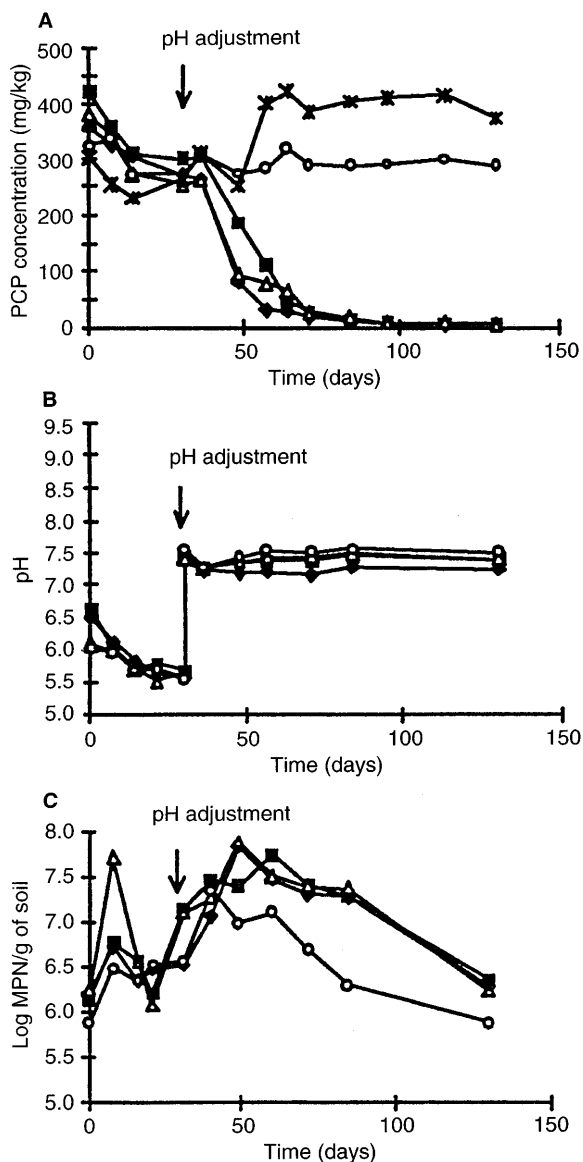 A
pH adjustment
500
400
300
200
100
0
PCP concentration (mg/kg)
0
50
100
150
Time (days)
B
pH adjustment
9.5
9.0
8.5
8.0
7.5
7.0
6.5
6.0
5.5
5.0
pH
0
50
100
150
Time (days)
C
pH adjustment
8.0
7.5
7.0
6.5
6.0
5.5
5.0
Log MPN/g of soil
0
50
100
150
Time (days)